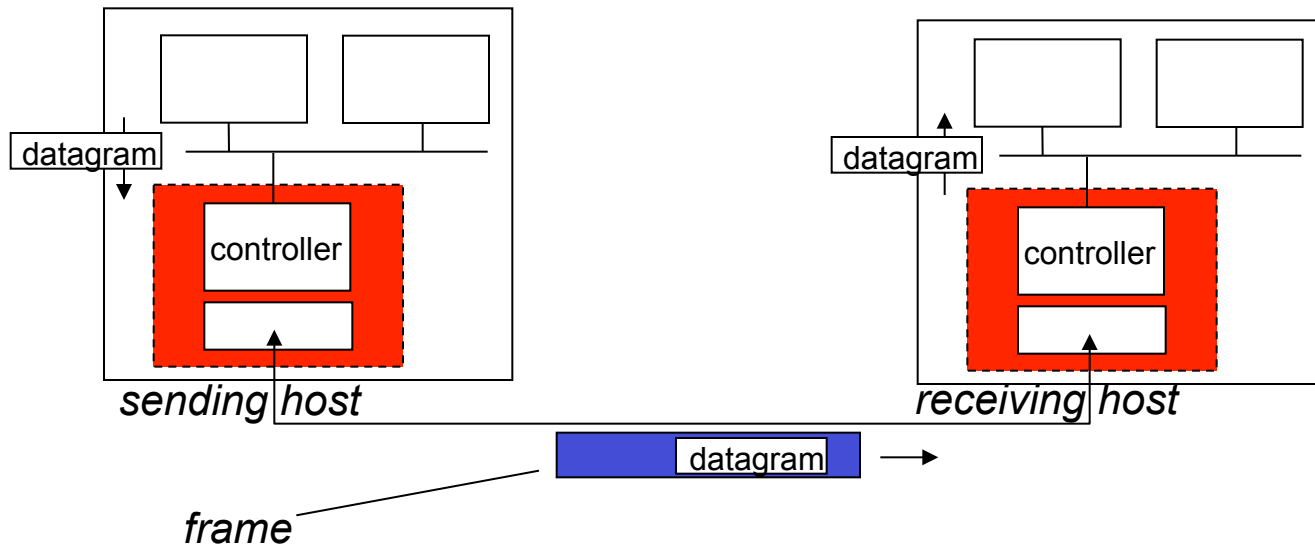 datagram
datagram
controller
controller
sending host
receiving host
datagram
frame